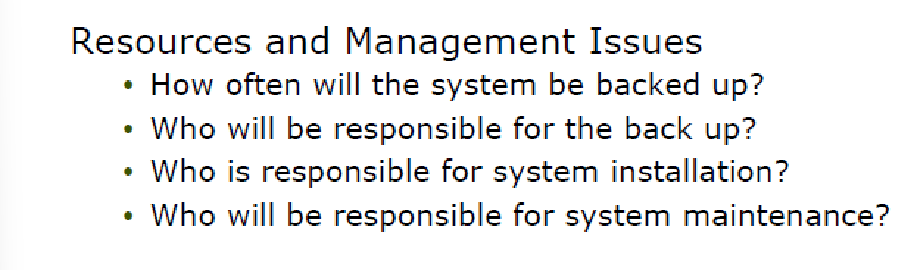 Resources and Management Issues
• How often will the system be backed up?
• Who will be responsible for the back up?
• Who is responsible for system installation?
• Who will be responsible for system maintenance?